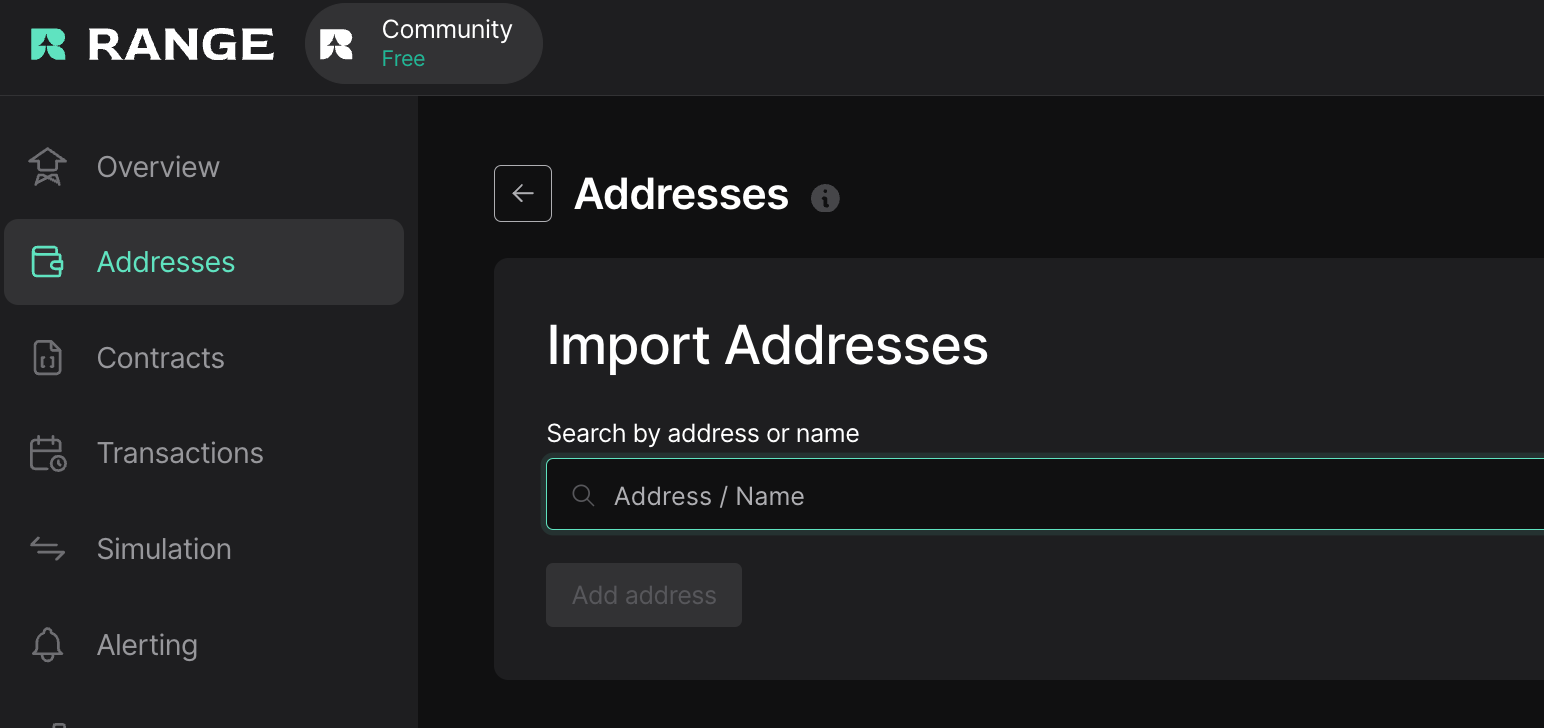 RANGE
Community
Free
Overview
Addresses
Contracts
Transactions
Simulation
Alerting
Addresses
Import Addresses
Search by address or name
Address / Name
Add address